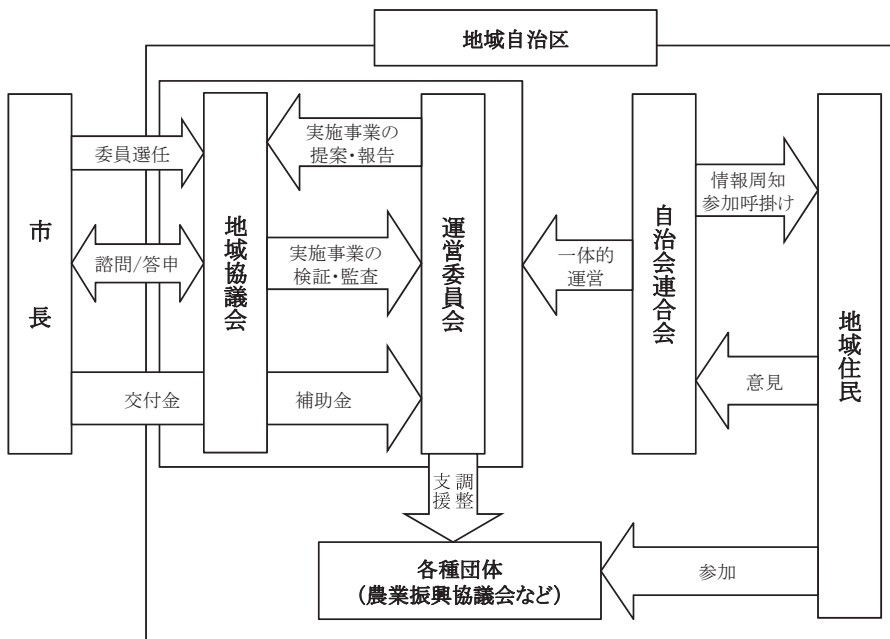 地域自治区
市長
委員選任
諮問/答申
交付金
地域協議会
実施事業の
提案・報告
実施事業の
検証・監査
補助金
運営委員会
調整
支援
一体的
運営
自治会連合会
情報周知
参加呼掛け
意見
地域住民
各種団体
(農業振興協議会など)
参加